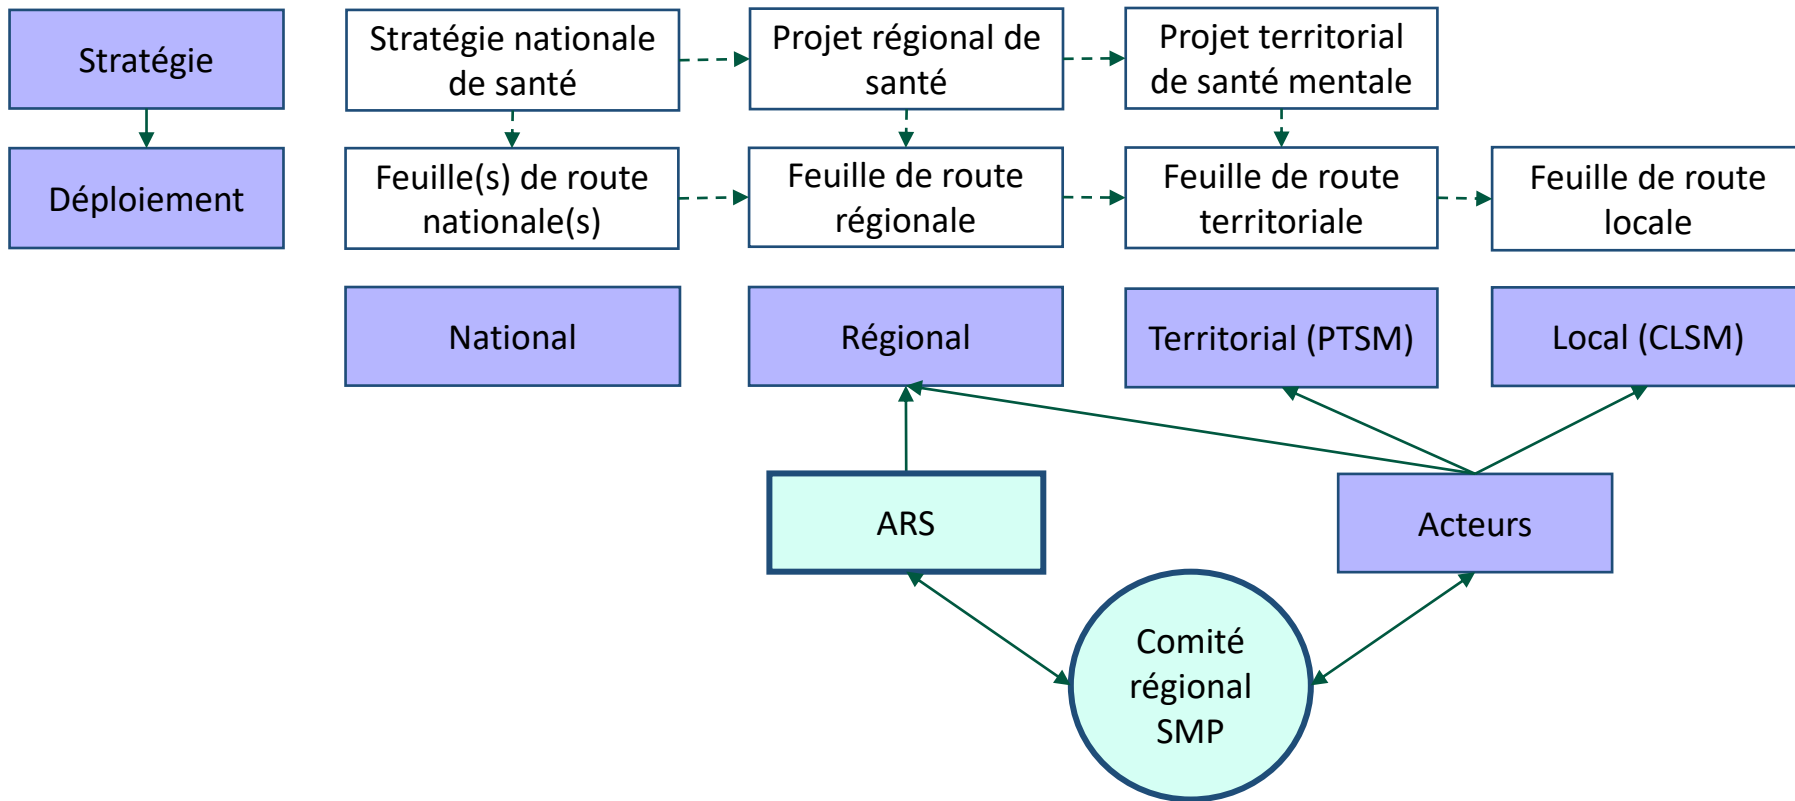 Stratégie
Stratégie nationale
de santé
Projet régional de
santé
Projet territorial
de santé mentale
Déploiement
Feuille(s) de route
nationale(s)
Feuille de route
régionale
Feuille de route
territoriale
Feuille de route
locale
National
Régional
Territorial (PTSM)
Local (CLSM)
ARS
Acteurs
Comité
régional
SMP